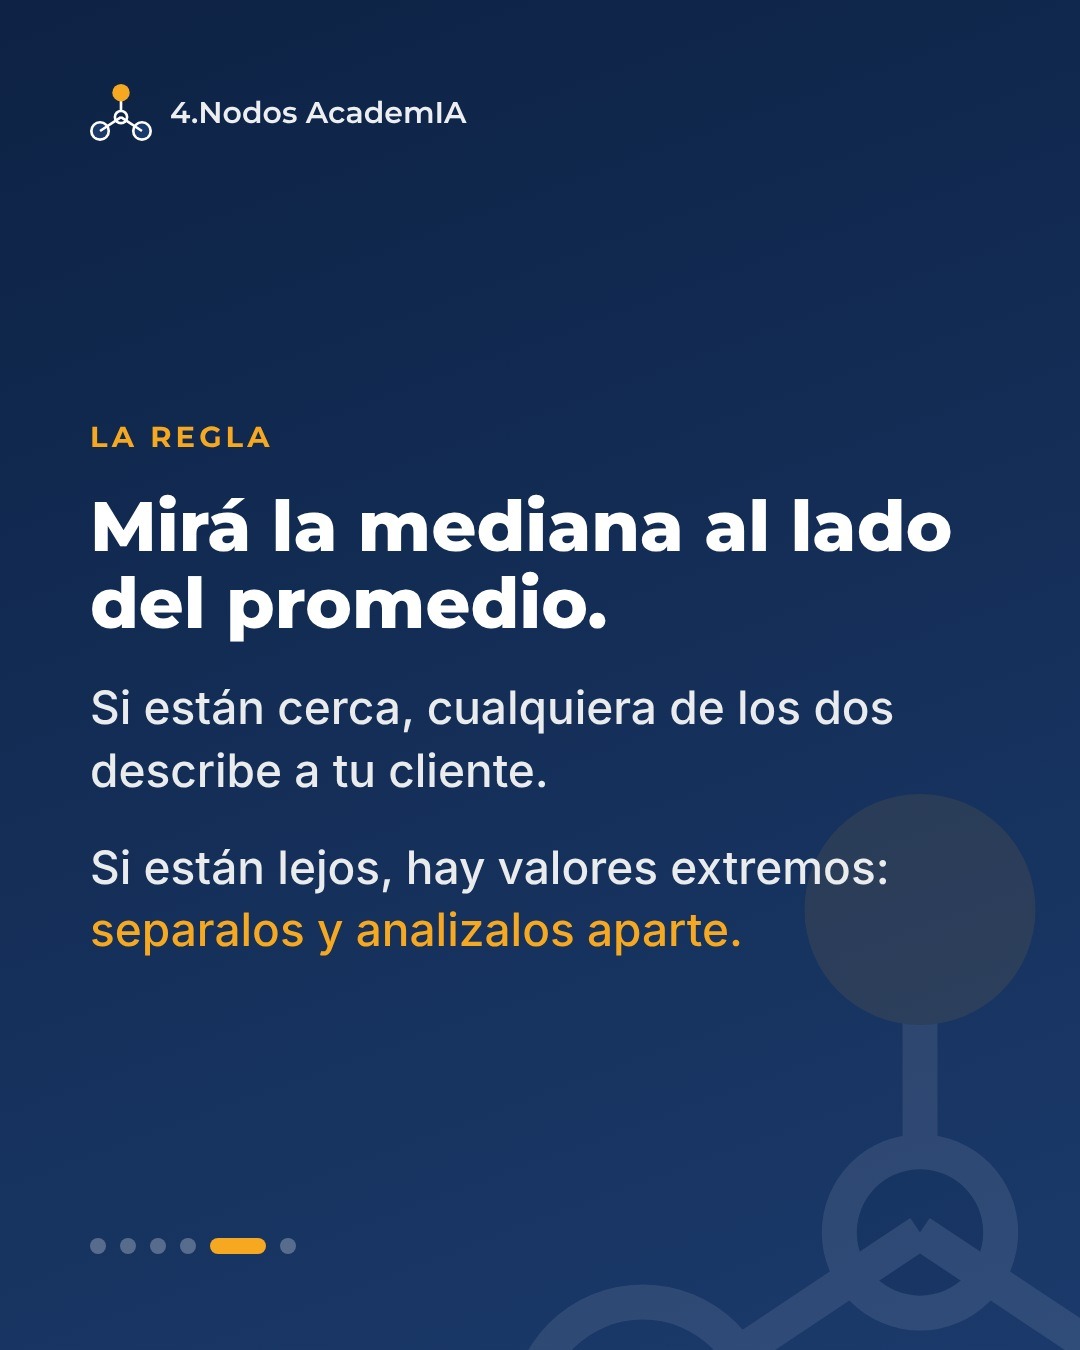 4.Nodos AcademIA
LA REGLA
Mirá la mediana al lado
del promedio.
Si están cerca, cualquiera de los dos
describe a tu cliente.
Si están lejos, hay valores extremos:
separalos y analizalos aparte.